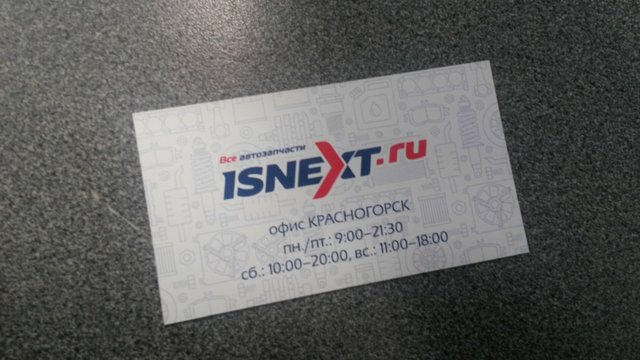 Все автозапчасти
ISNEXT.ru
офис КРАСНОГОРСК
пн./пт.: 9:00–21:30
сб.: 10:00–20:00, вс.: 11:00–18:00